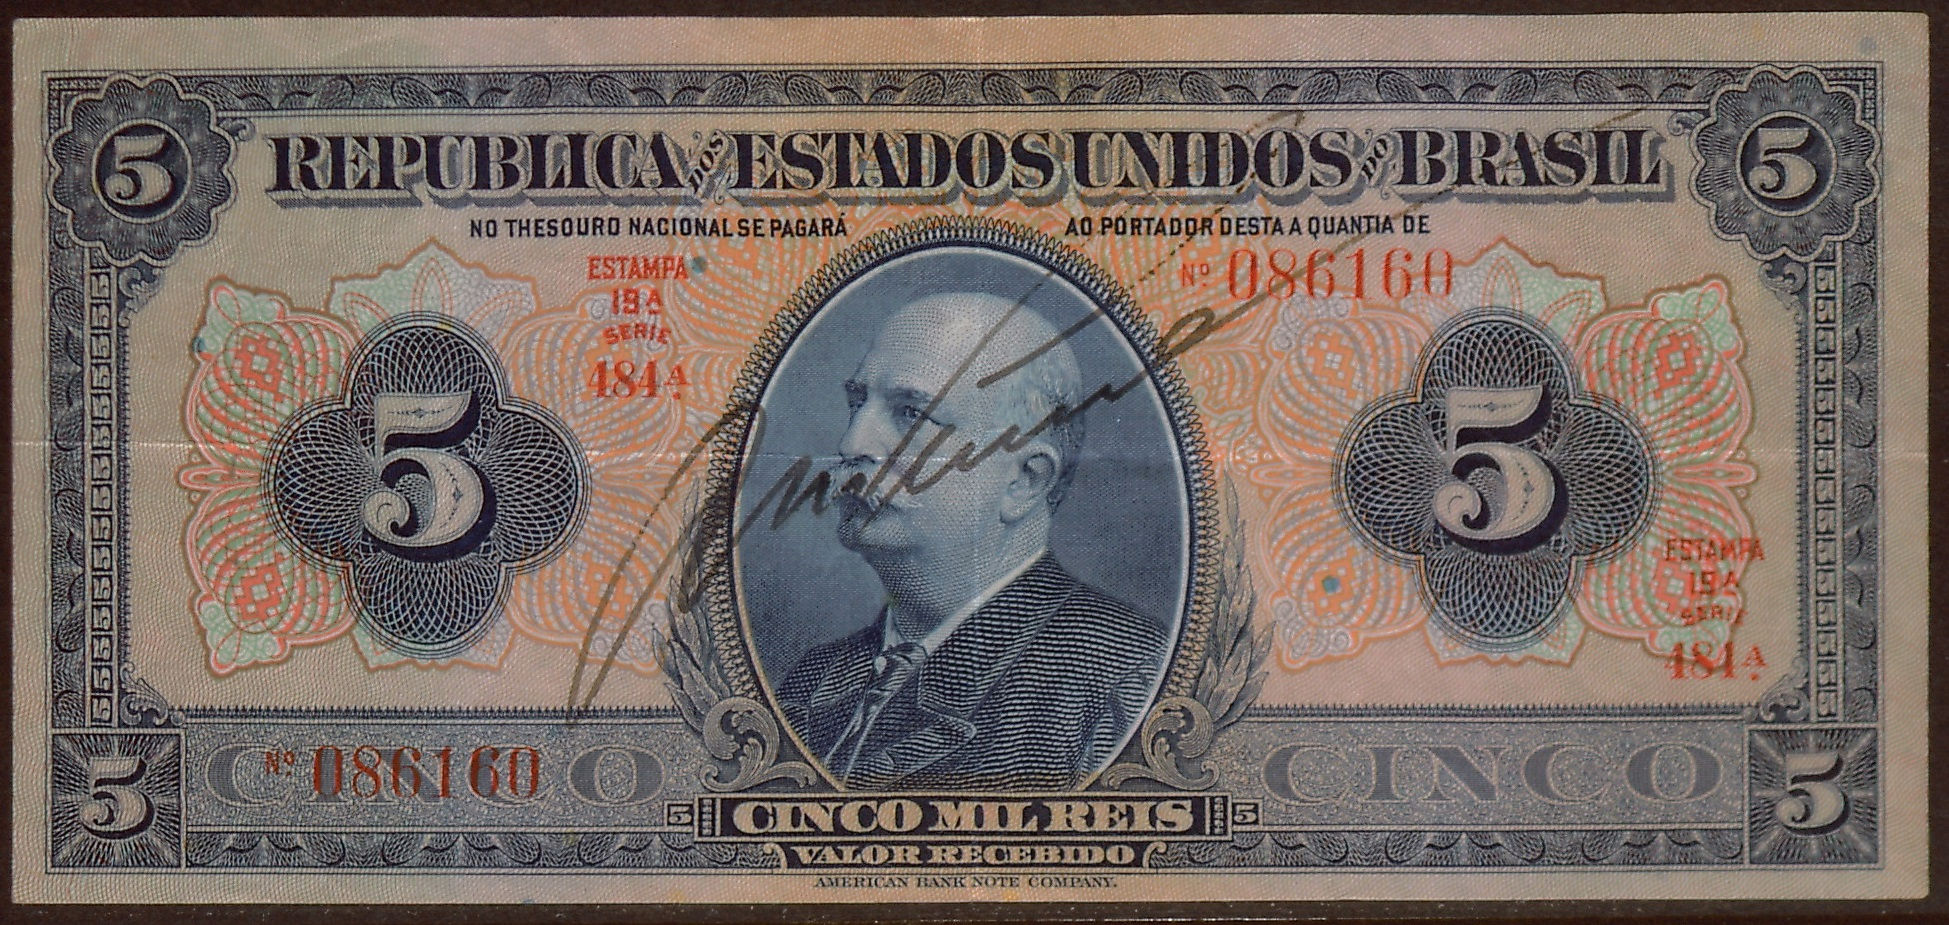 5 5
REPUBLICA DOS ESTADOS UNIDOS DO BRASIL
NO THESOURO NACIONAL SE PAGARÁ AO PORTADOR DESTA A QUANTIA DE
ESTAMPA
19A
SERIE
484A.
Nº 086160
5 5
ESTAMPA
19A
SERIE
484A.
CINCO CINCO
Nº 086160
5 5
5 CINCO MIL REIS 5
VALOR RECEBIDO
AMERICAN BANK NOTE COMPANY.